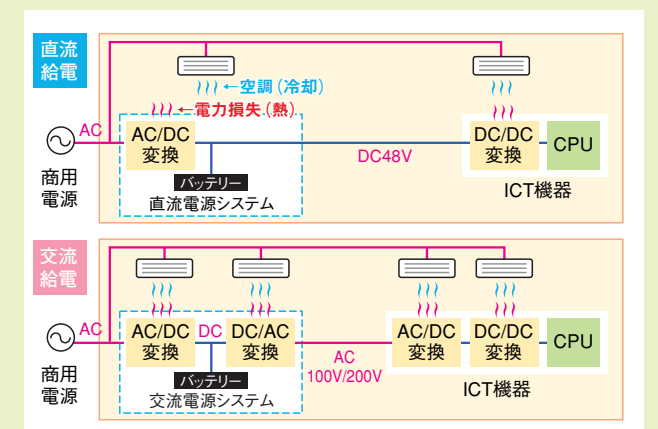 直流
給電
←空調(冷却)
←電力損失(熱)
AC
AC/DC
変換
DC48V
DC/DC
変換
CPU
商用
電源
バッテリー
直流電源システム
ICT機器
交流
給電
AC
AC/DC
変換
DC
DC/AC
変換
AC
100V/200V
AC/DC
変換
DC/DC
変換
CPU
商用
電源
バッテリー
交流電源システム
ICT機器